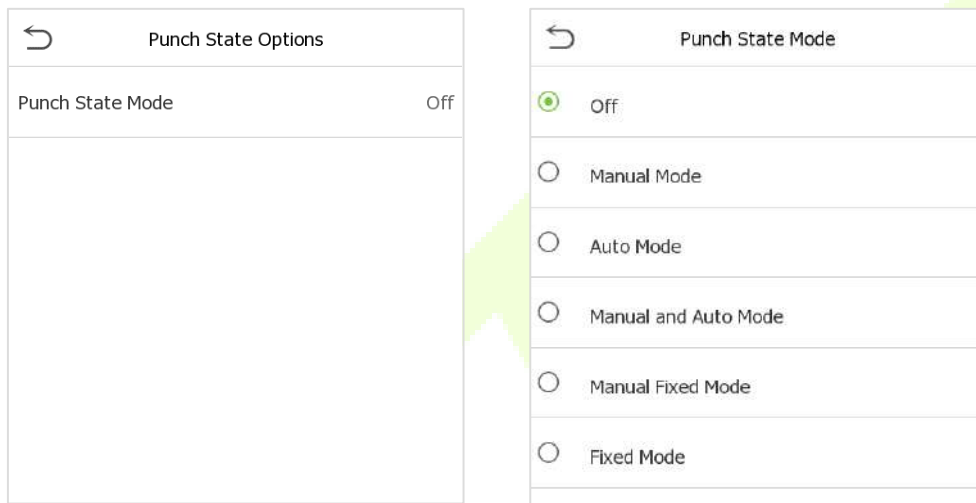 Punch State Options
Punch State Mode Off
Punch State Mode
Off
Manual Mode
Auto Mode
Manual and Auto Mode
Manual Fixed Mode
Fixed Mode